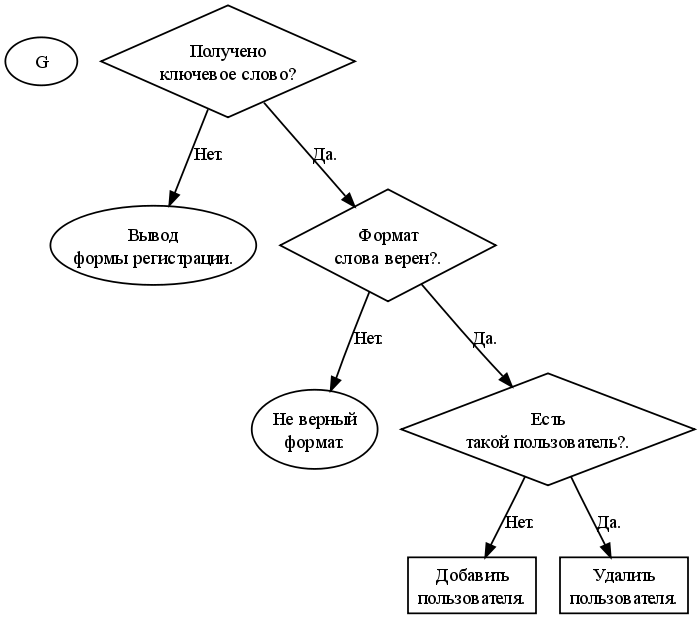 G
Получено
ключевое слово?
Нет.
Да.
Вывод
формы регистрации.
Формат
слова верен?.
Нет.
Да.
Не верный
формат.
Есть
такой пользователь?.
Нет.
Да.
Добавить
пользователя.
Удалить
пользователя.